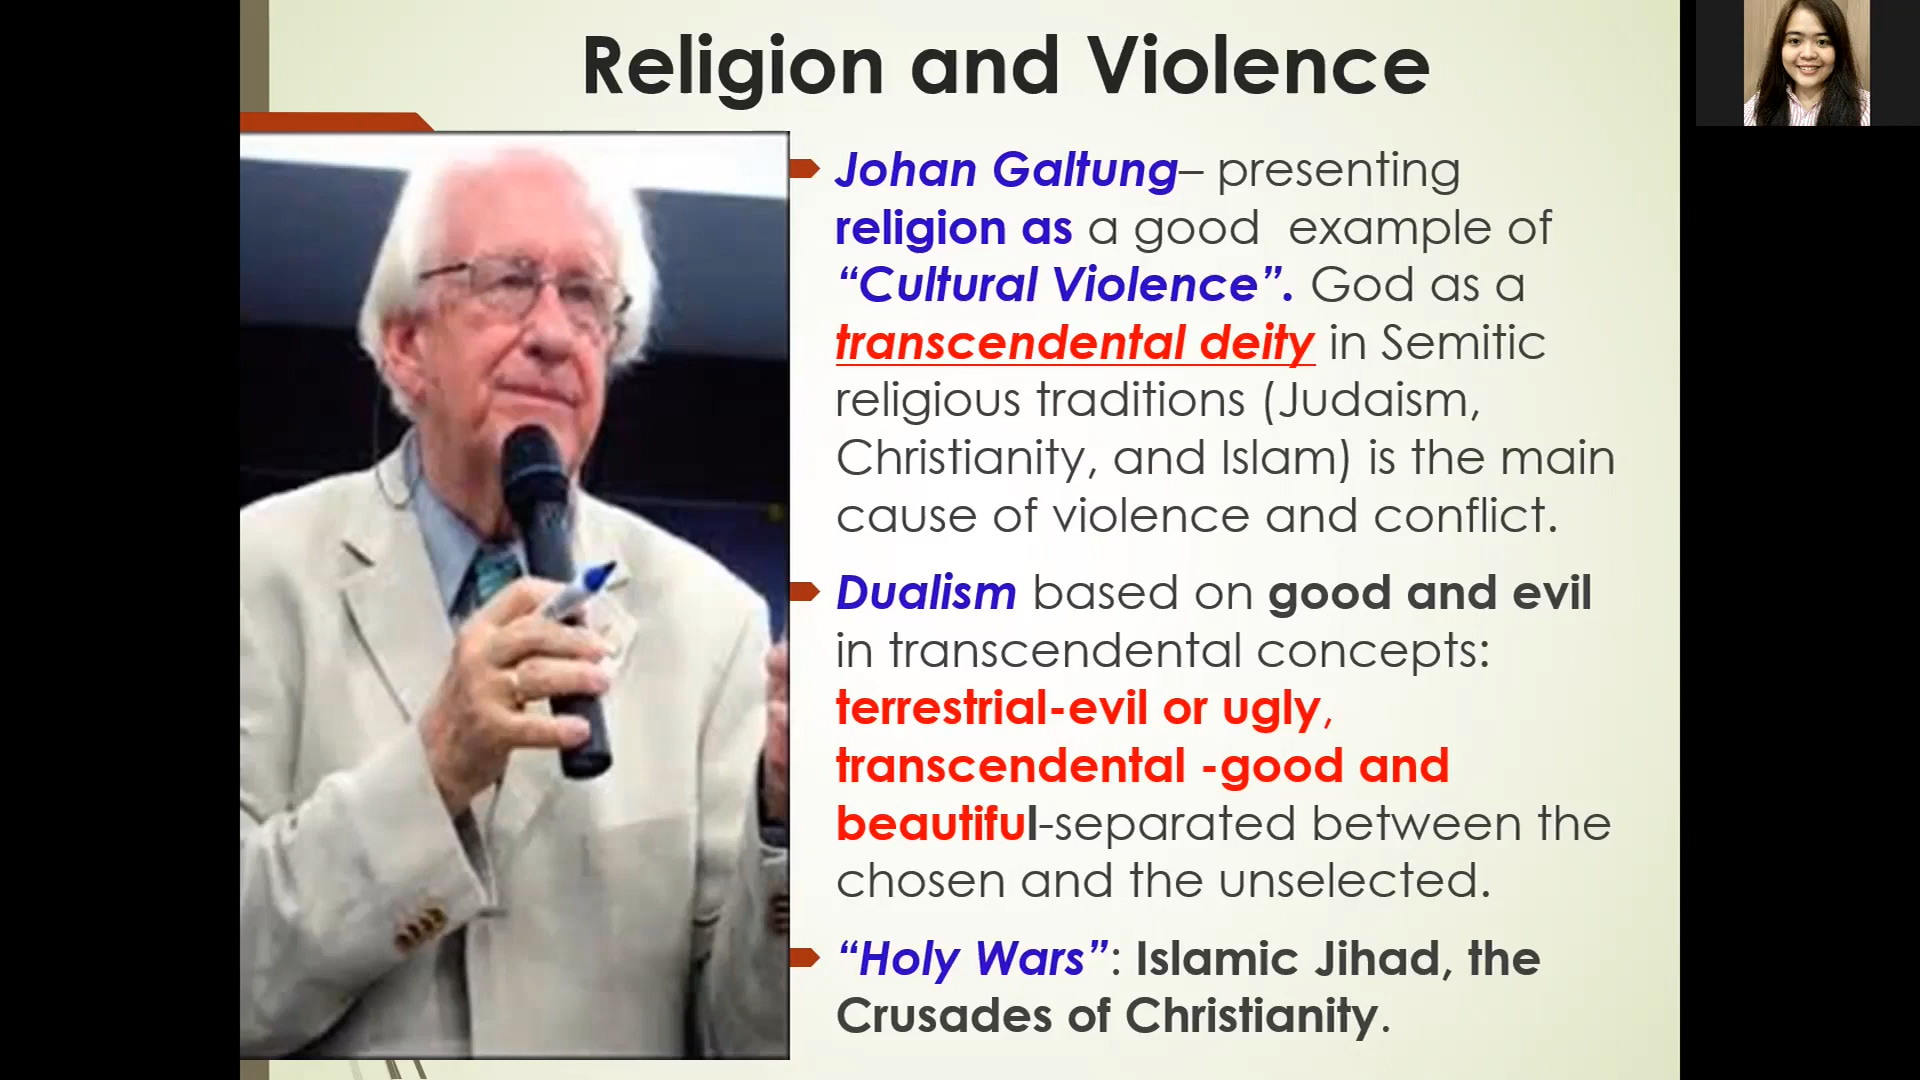 Religion and Violence
Johan Galtung– presenting
religion as a good example of
“Cultural Violence”. God as a
transcendental deity in Semitic
religious traditions (Judaism,
Christianity, and Islam) is the main
cause of violence and conflict.
Dualism based on good and evil
in transcendental concepts:
terrestrial-evil or ugly,
transcendental -good and
beautiful-separated between the
chosen and the unselected.
“Holy Wars”: Islamic Jihad, the
Crusades of Christianity.